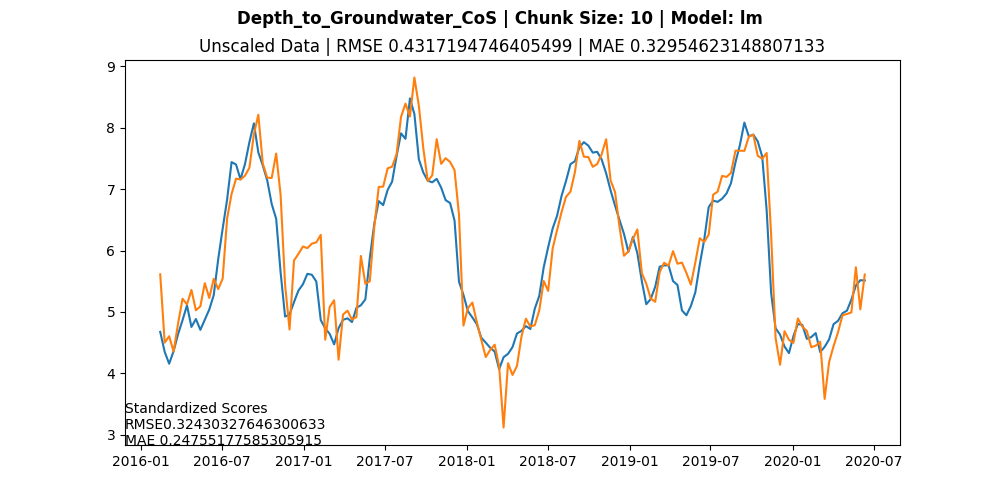 Depth_to_Groundwater_CoS | Chunk Size: 10 | Model: lm
Unscaled Data | RMSE 0.4317194746405499 | MAE 0.32954623148807133
9
8
7
6
5
4
3
Standardized Scores
RMSE0.32430327646300633
MAE 0.24755177585305915
2016-01 2016-07 2017-01 2017-07 2018-01 2018-07 2019-01 2019-07 2020-01 2020-07